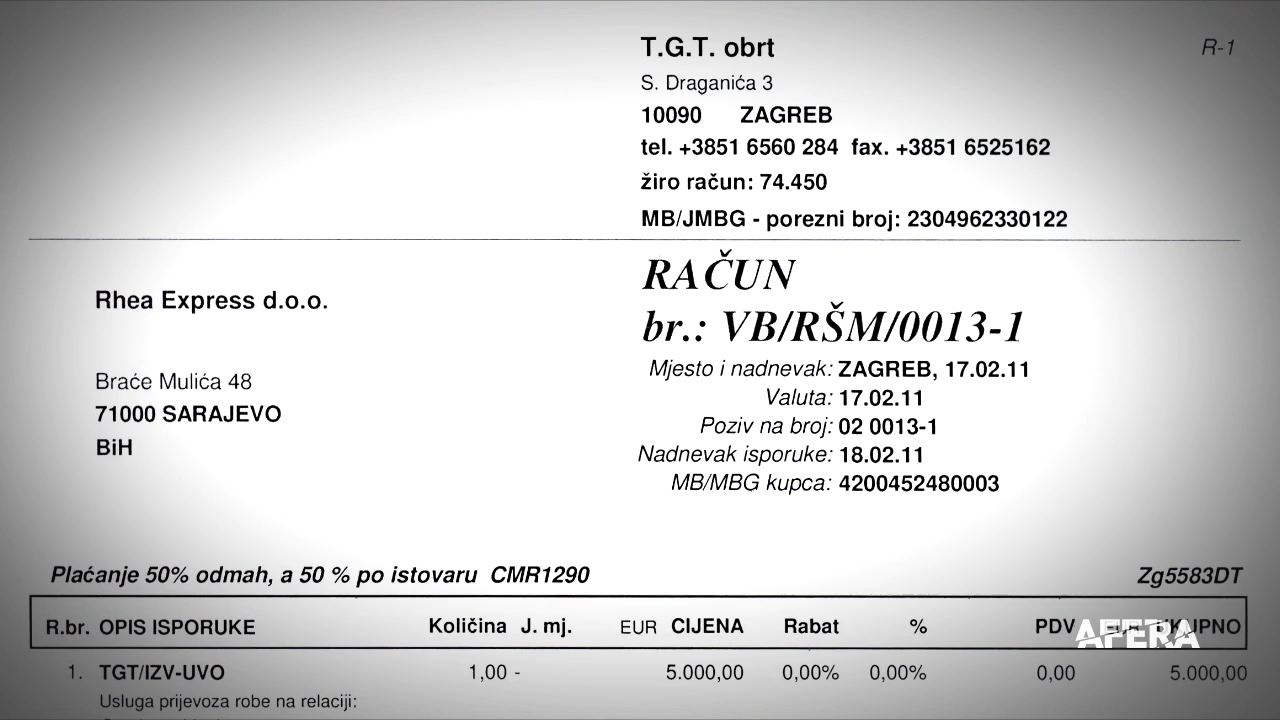 T.G.T. obrt
R-1
S. Draganića 3
10090 ZAGREB
tel. +3851 6560 284 fax. +3851 6525162
žiro račun: 74.450
MB/JMBG - porezni broj: 2304962330122
Rhea Express d.o.o.
Braće Mulića 48
71000 SARAJEVO
BiH
RAČUN
br.: VB/RŠM/0013-1
Mjesto i nadnevak: ZAGREB, 17.02.11
Valuta: 17.02.11
Poziv na broj: 02 0013-1
Nadnevak isporuke: 18.02.11
MB/MBG kupca: 4200452480003
Plaćanje 50% odmah, a 50 % po istovaru CMR1290 Zg5583DT
R.br. OPIS ISPORUKE Količina J. mj. EUR CIJENA Rabat % PDV
AFERA
1. TGT/IZV-UVO 1,00 - 5.000,00 0,00% 0,00% 0,00 5.000,00
Usluga prijevoza robe na relaciji: